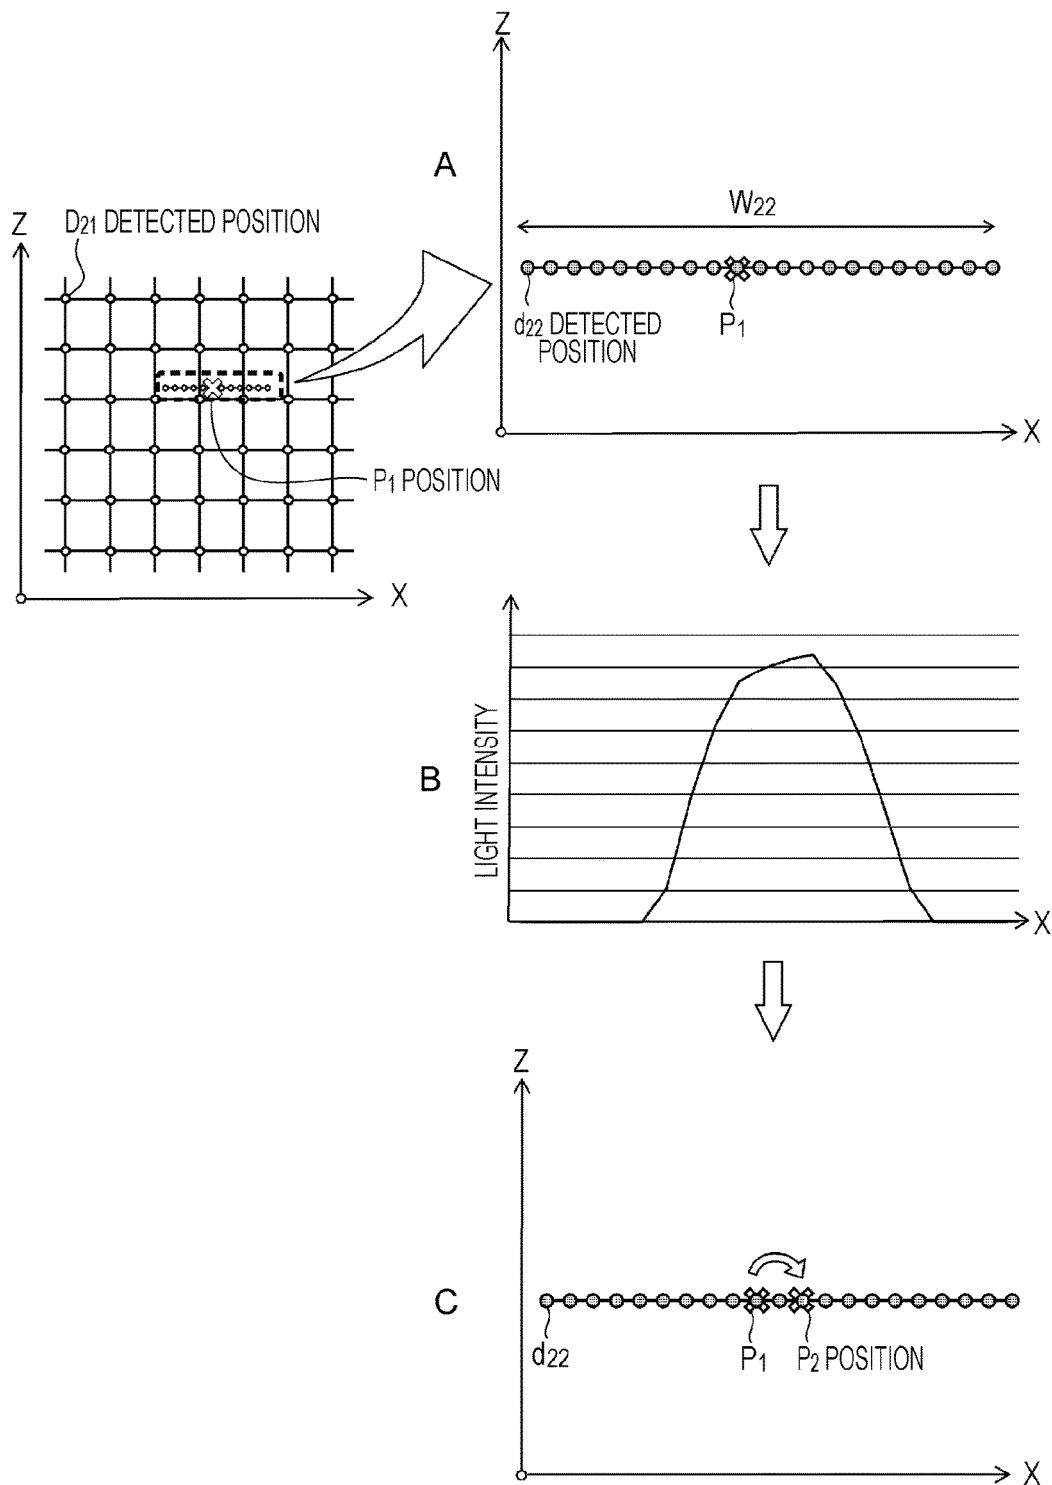 Z
A
W22
D21 DETECTED POSITION
Z
d22 DETECTED
POSITION
P1
X
P1 POSITION
X
B
LIGHT INTENSITY
X
Z
C
d22
P1
P2 POSITION
X